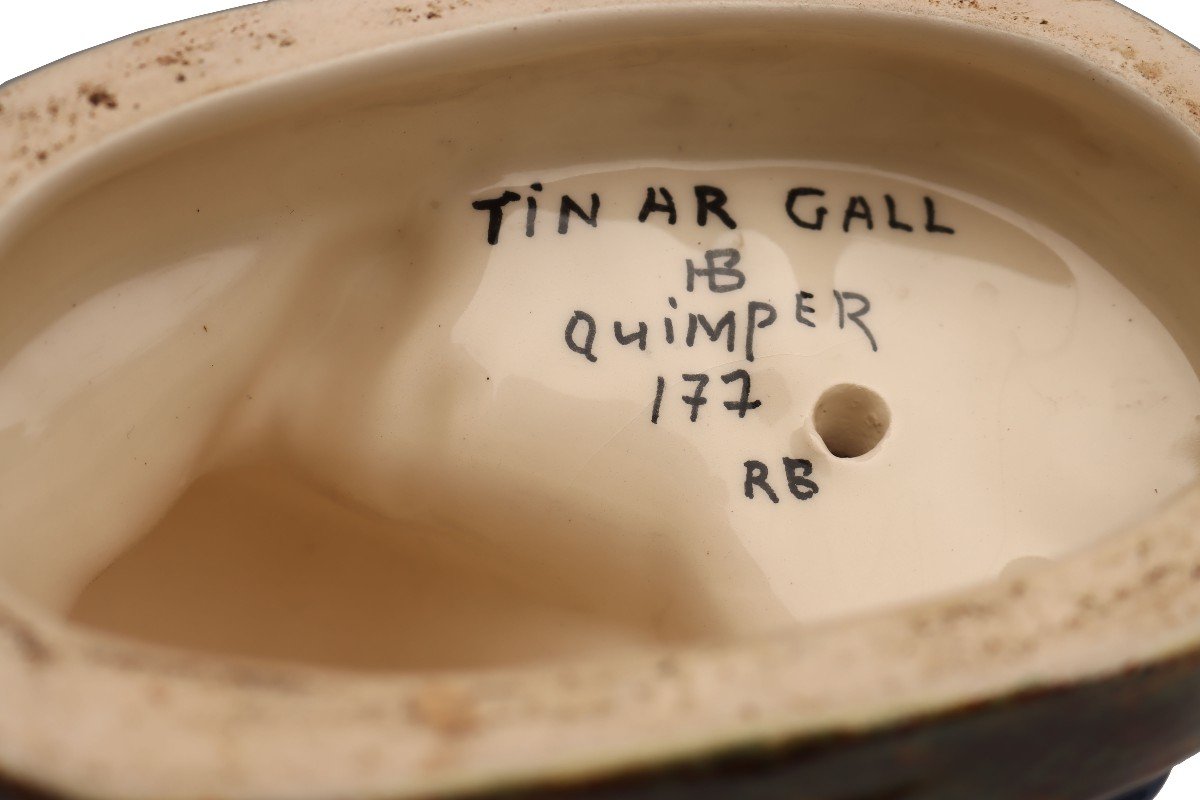 TiN AR GALL
HB
QuiMPER
177
RB